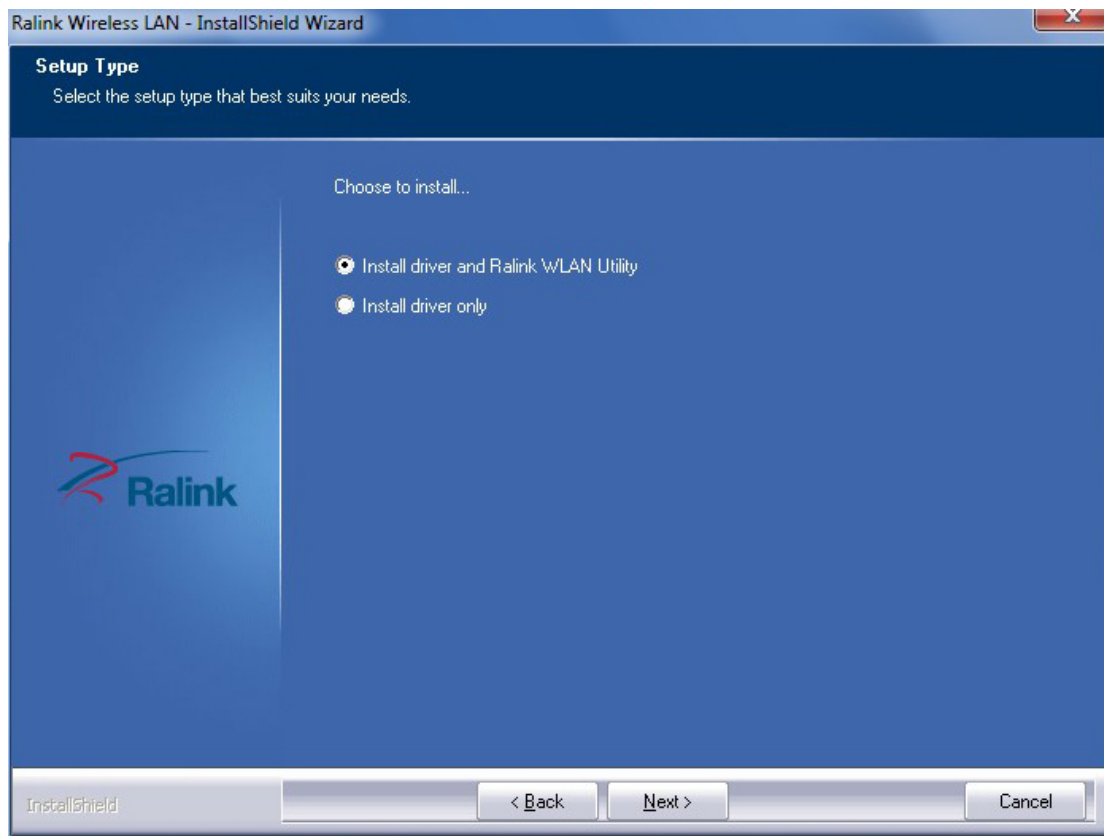 Ralink Wireless LAN - InstallShield Wizard
X
Setup Type
Select the setup type that best suits your needs.
Choose to install...
Install driver and Ralink WLAN Utility
Install driver only
Ralink
InstallShield
< Back
Next >
Cancel